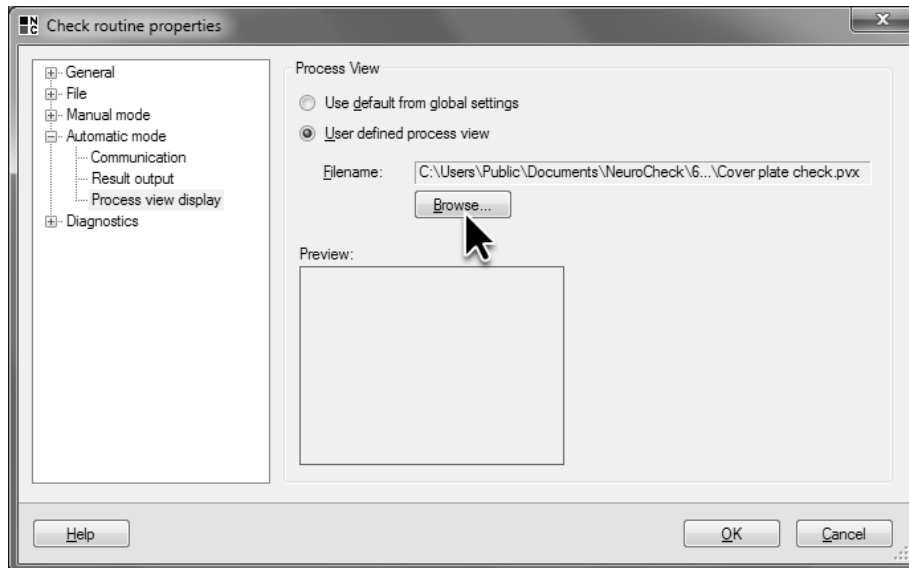 NC Check routine properties
General
File
Manual mode
Automatic mode
Communication
Result output
Process view display
Diagnostics
Process View
Use default from global settings
User defined process view
Filename: C:\Users\Public\Documents\NeuroCheck\6...\Cover plate check.pvx
Browse...
Preview:
Help OK Cancel